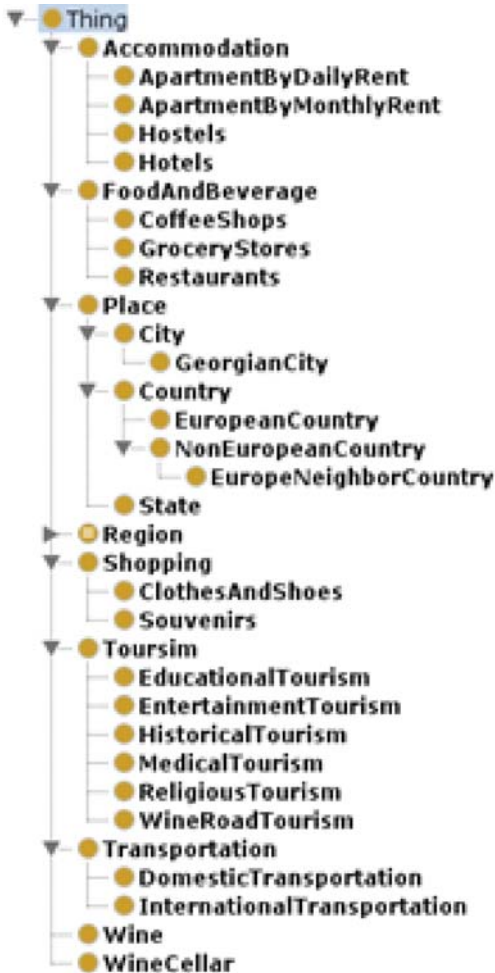 Thing
Accommodation
ApartmentByDailyRent
ApartmentByMonthlyRent
Hostels
Hotels
FoodAndBeverage
CoffeeShops
GroceryStores
Restaurants
Place
City
GeorgianCity
Country
EuropeanCountry
NonEuropeanCountry
EuropeNeighborCountry
State
Region
Shopping
ClothesAndShoes
Souvenirs
Toursim
EducationalTourism
EntertainmentTourism
HistoricalTourism
MedicalTourism
ReligiousTourism
WineRoadTourism
Transportation
DomesticTransportation
InternationalTransportation
Wine
WineCellar